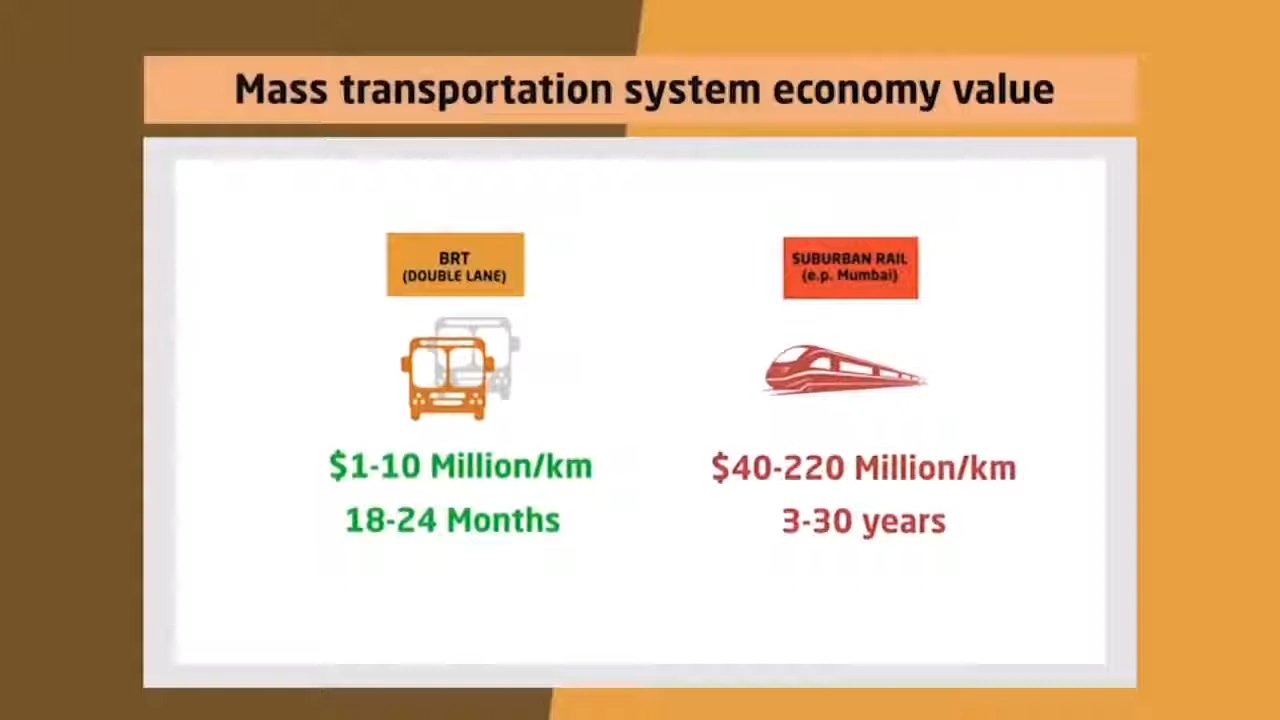 Mass transportation system economy value
BRT
(DOUBLE LANE)
SUBURBAN RAIL
(e.p. Mumbai)
$1-10 Million/km
18-24 Months
$40-220 Million/km
3-30 years